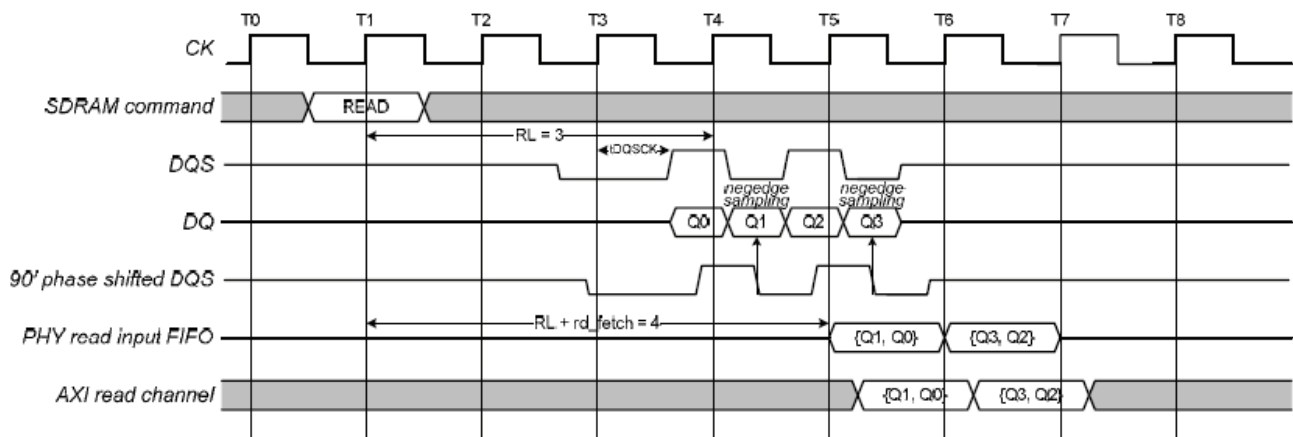 T0 T1 T2 T3 T4 T5 T6 T7 T8
CK
SDRAM command READ
RL = 3
tDQSCK
DQS
negedge sampling negedge sampling
DQ Q0 Q1 Q2 Q3
90' phase shifted DQS
RL + rd_fetch = 4
PHY read input FIFO {Q1, Q0} {Q3, Q2}
AXI read channel {Q1, Q0} {Q3, Q2}